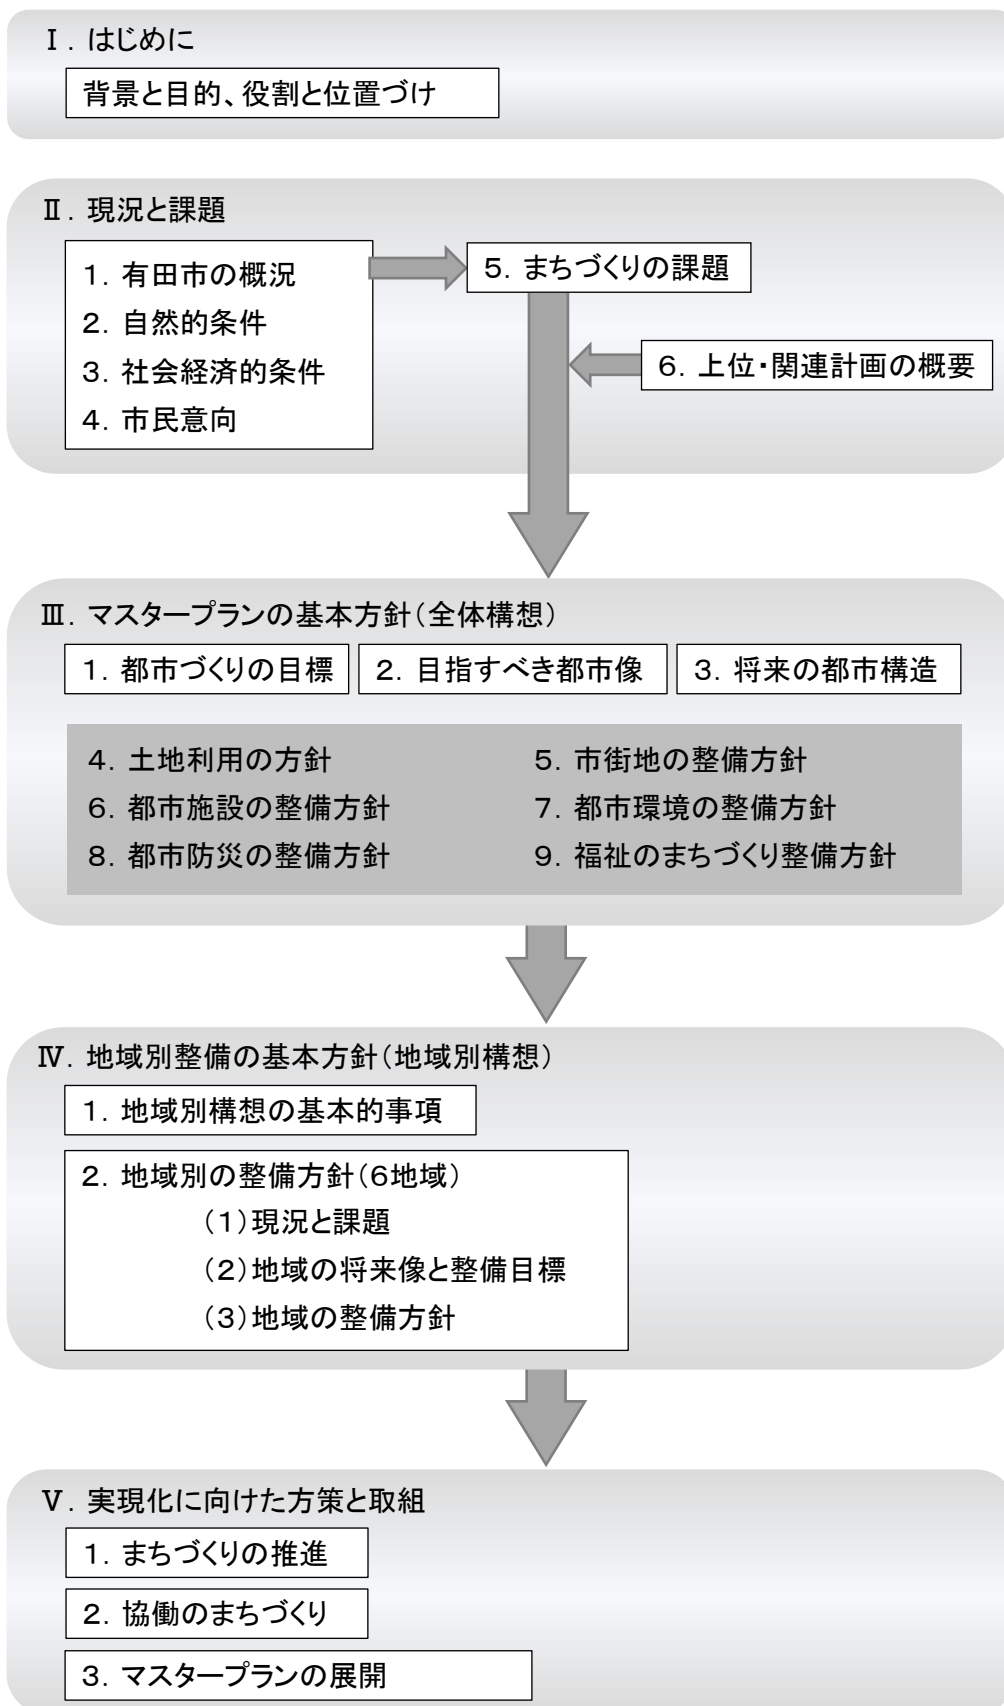 Ⅰ．はじめに
背景と目的、役割と位置づけ
Ⅱ．現況と課題
１．有田市の概況
２．自然的条件
３．社会経済的条件
４．市民意向
５．まちづくりの課題
６．上位・関連計画の概要
Ⅲ．マスタープランの基本方針（全体構想）
１．都市づくりの目標
２．目指すべき都市像
３．将来の都市構造
４．土地利用の方針
５．市街地の整備方針
６．都市施設の整備方針
７．都市環境の整備方針
８．都市防災の整備方針
９．福祉のまちづくり整備方針
Ⅳ．地域別整備の基本方針（地域別構想）
１．地域別構想の基本的事項
２．地域別の整備方針（６地域）
（１）現況と課題
（２）地域の将来像と整備目標
（３）地域の整備方針
Ⅴ．実現化に向けた方策と取組
１．まちづくりの推進
２．協働のまちづくり
３．マスタープランの展開